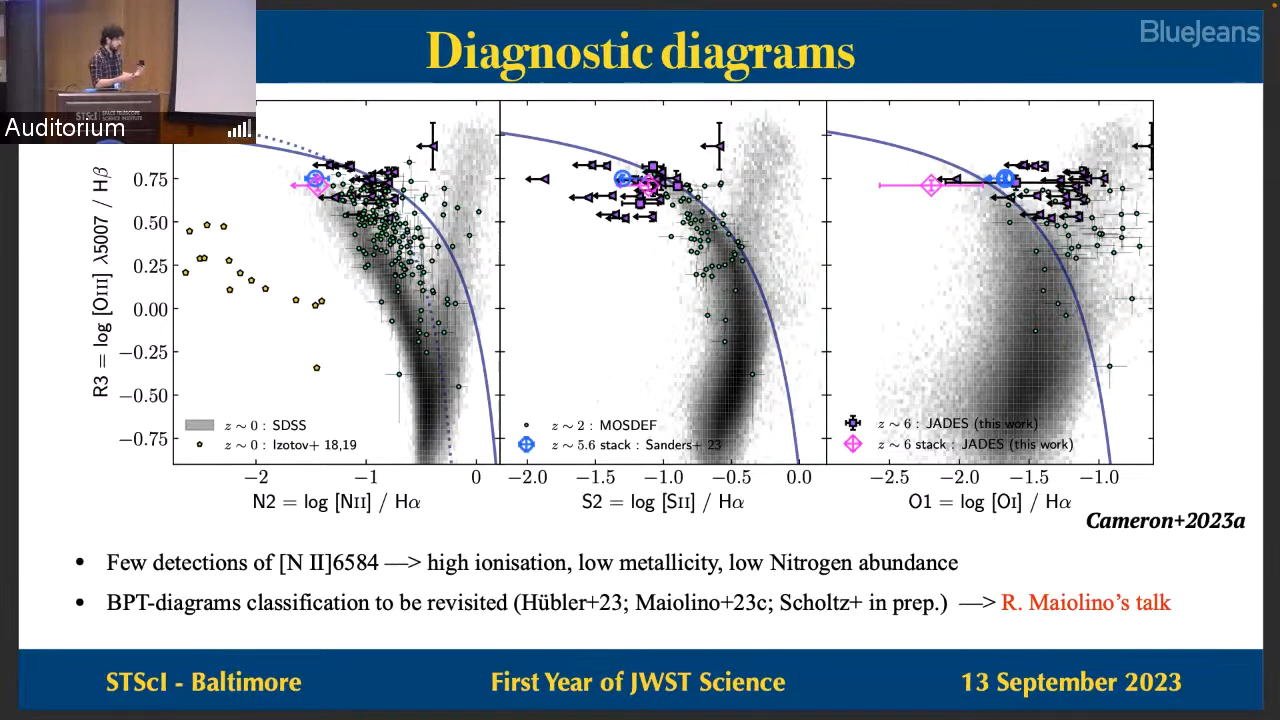 Diagnostic diagrams
BlueJeans
STScI | SPACE TELESCOPE
SCIENCE INSTITUTE
Auditorium
R3 = log [OIII] λ5007 / Hβ
0.75
0.50
0.25
0.00
−0.25
−0.50
−0.75
z ~ 0 : SDSS
z ~ 0 : Izotov+ 18,19
z ~ 2 : MOSDEF
z ~ 5.6 stack : Sanders+ 23
z ~ 6 : JADES (this work)
z ~ 6 stack : JADES (this work)
−2 −1 0
−2.0 −1.5 −1.0 −0.5 0.0
−2.5 −2.0 −1.5 −1.0
N2 = log [NII] / Hα
S2 = log [SII] / Hα
O1 = log [OI] / Hα
Cameron+2023a
• Few detections of [N II]6584 —> high ionisation, low metallicity, low Nitrogen abundance
• BPT-diagrams classification to be revisited (Hübler+23; Maiolino+23c; Scholtz+ in prep.) —> R. Maiolino’s talk
STScI - Baltimore
First Year of JWST Science
13 September 2023